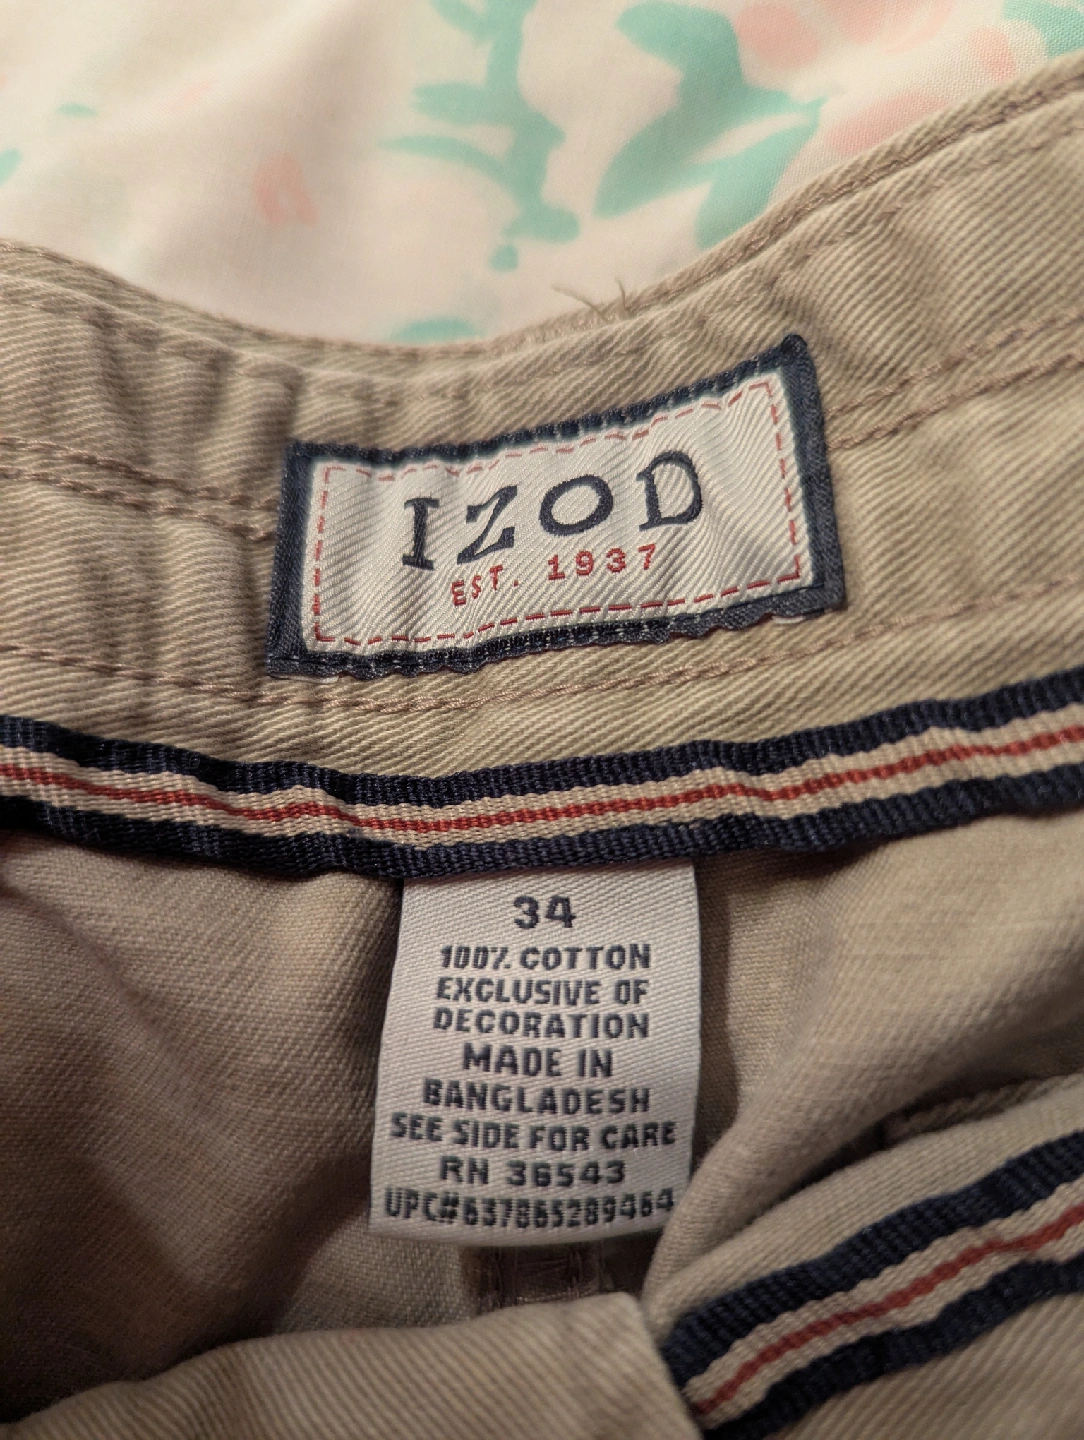 IZOD
EST. 1937
34
100% COTTON
EXCLUSIVE OF
DECORATION
MADE IN
BANGLADESH
SEE SIDE FOR CARE
RN 36543
UPC#637865289464